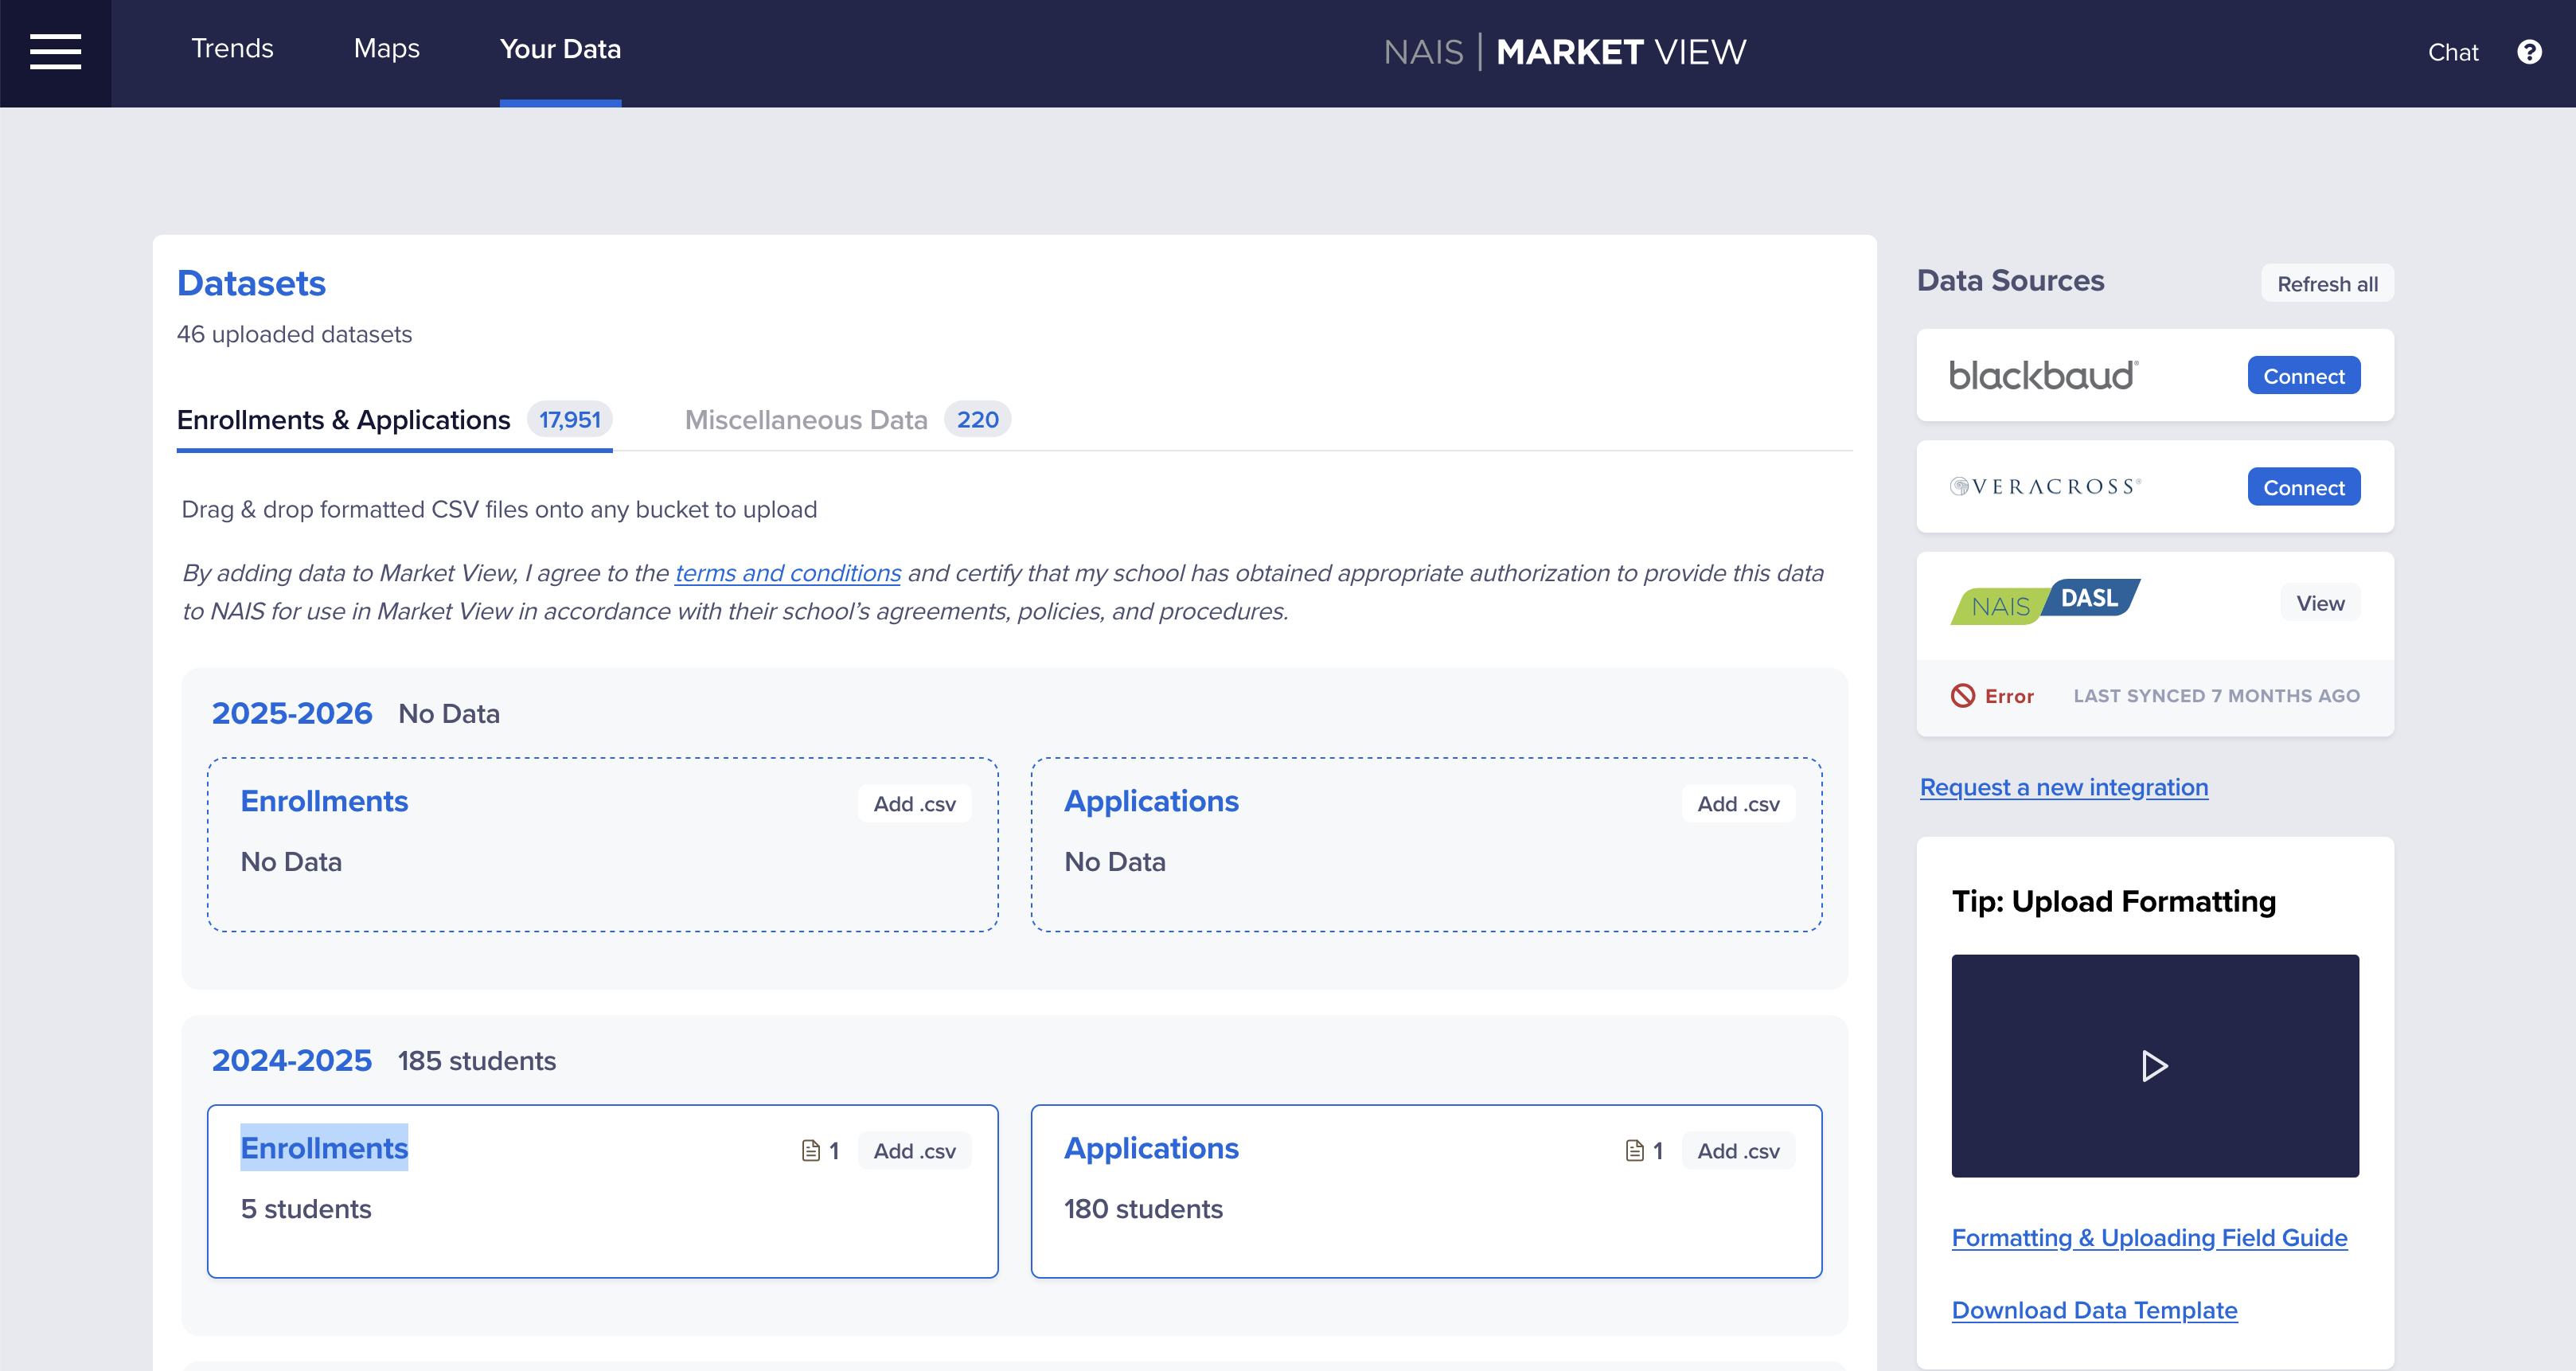 Trends
Maps
Your Data
NAIS | MARKET VIEW
Chat
?
Datasets
46 uploaded datasets
Enrollments & Applications 17,951
Miscellaneous Data 220
Drag & drop formatted CSV files onto any bucket to upload
By adding data to Market View, I agree to the terms and conditions and certify that my school has obtained appropriate authorization to provide this data
to NAIS for use in Market View in accordance with their school’s agreements, policies, and procedures.
2025-2026 No Data
Enrollments
Add .csv
No Data
Applications
Add .csv
No Data
2024-2025 185 students
Enrollments
1
Add .csv
5 students
Applications
1
Add .csv
180 students
Data Sources
Refresh all
blackbaud®
Connect
VERACROSS®
Connect
NAIS DASL
View
Error
LAST SYNCED 7 MONTHS AGO
Request a new integration
Tip: Upload Formatting
Formatting & Uploading Field Guide
Download Data Template